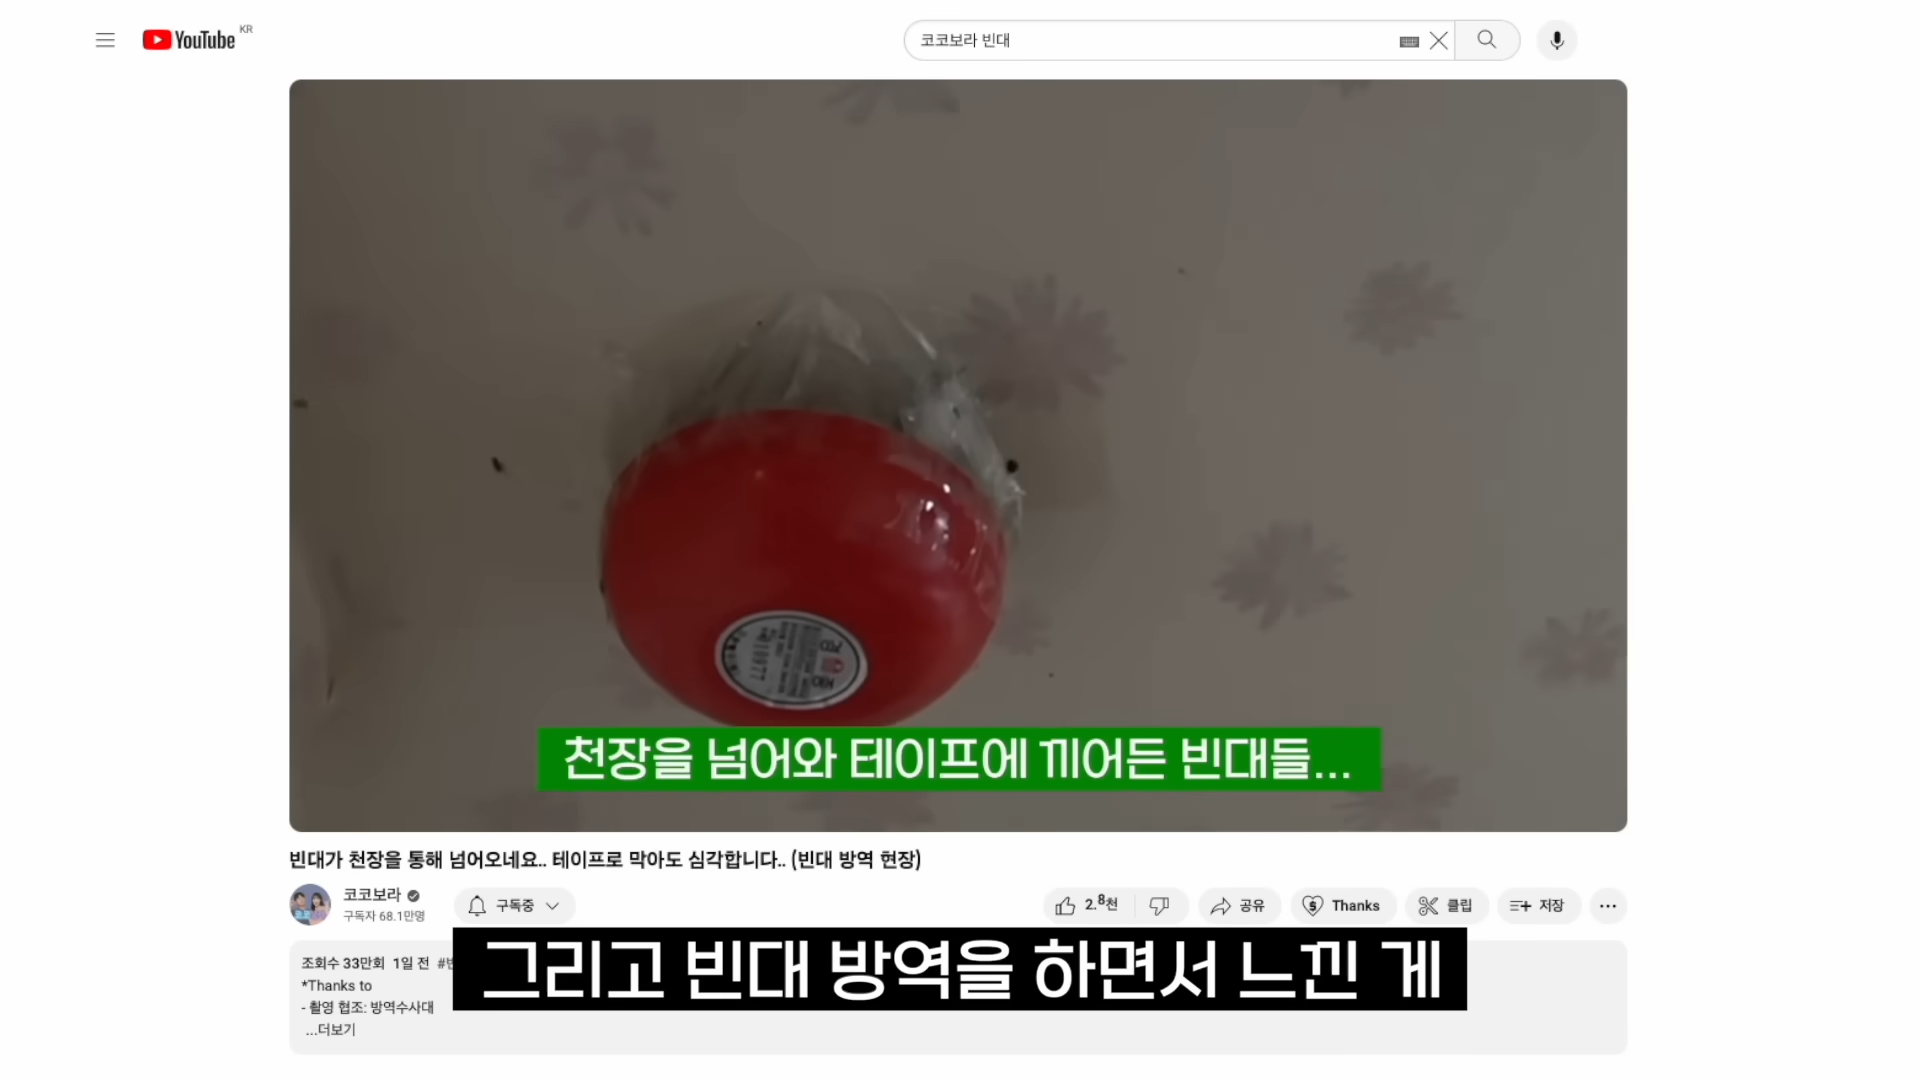 YouTube KR
코코보라 빈대
천장을 넘어와 테이프에 끼어든 빈대들...
빈대가 천장을 통해 넘어오네요.. 테이프로 막아도 심각합니다.. (빈대 방역 현장)
코코보라
구독자 68.1만명
구독중
2.8천
공유
Thanks
클립
저장
조회수 33만회 1일 전
*Thanks to
- 촬영 협조: 방역수사대
...더보기
그리고 빈대 방역을 하면서 느낀 게